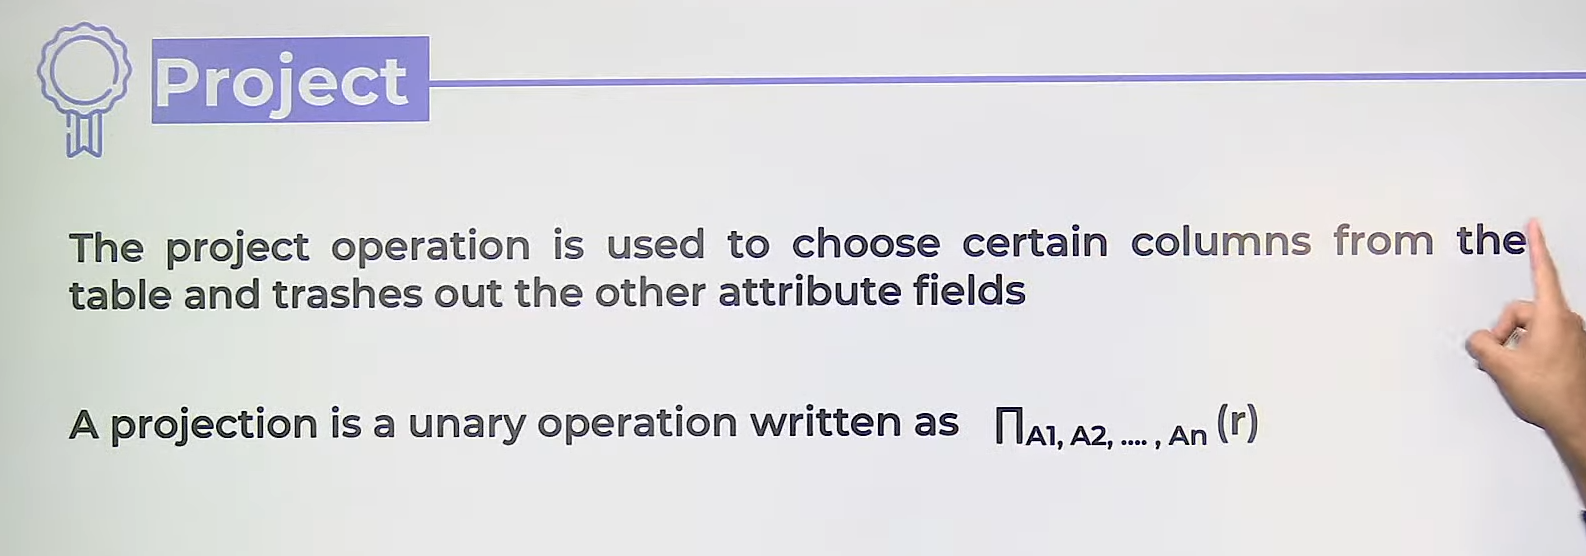 Project
The project operation is used to choose certain columns from the
table and trashes out the other attribute fields
A projection is a unary operation written as ∏A1, A2, .... , An (r)